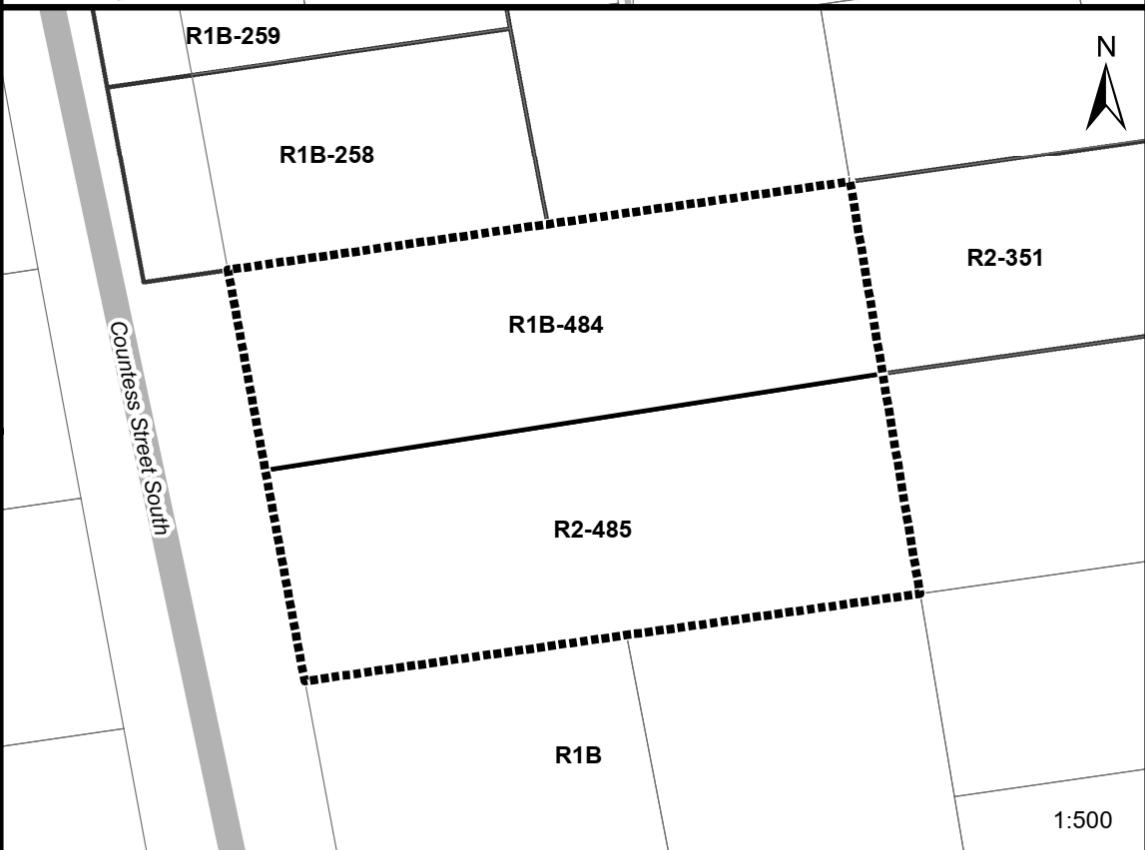 R1B-259
N
R1B-258
R2-351
R1B-484
Countess Street South
R2-485
R1B
1:500